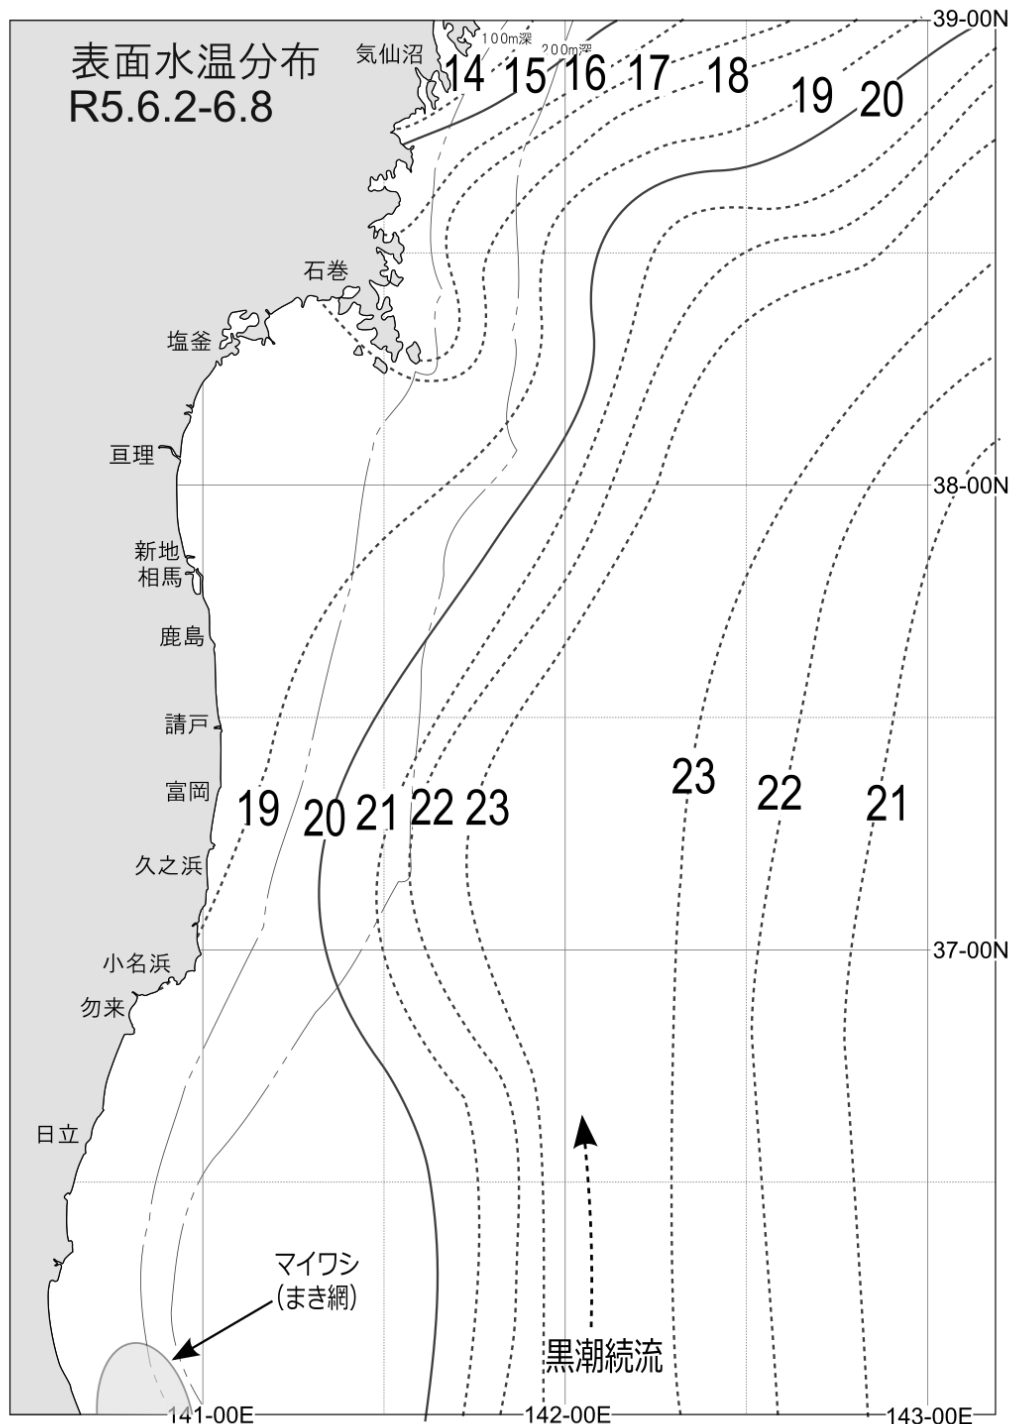 39-00N
表面水温分布
R5.6.2-6.8
気仙沼
100m深
200m深
14 15 16 17 18 19 20
石巻
塩釜
亘理
38-00N
新地
相馬
鹿島
請戸
富岡
19 20 21 22 23 23 22 21
久之浜
小名浜
37-00N
勿来
日立
マイワシ
(まき網)
黒潮続流
141-00E 142-00E 143-00E